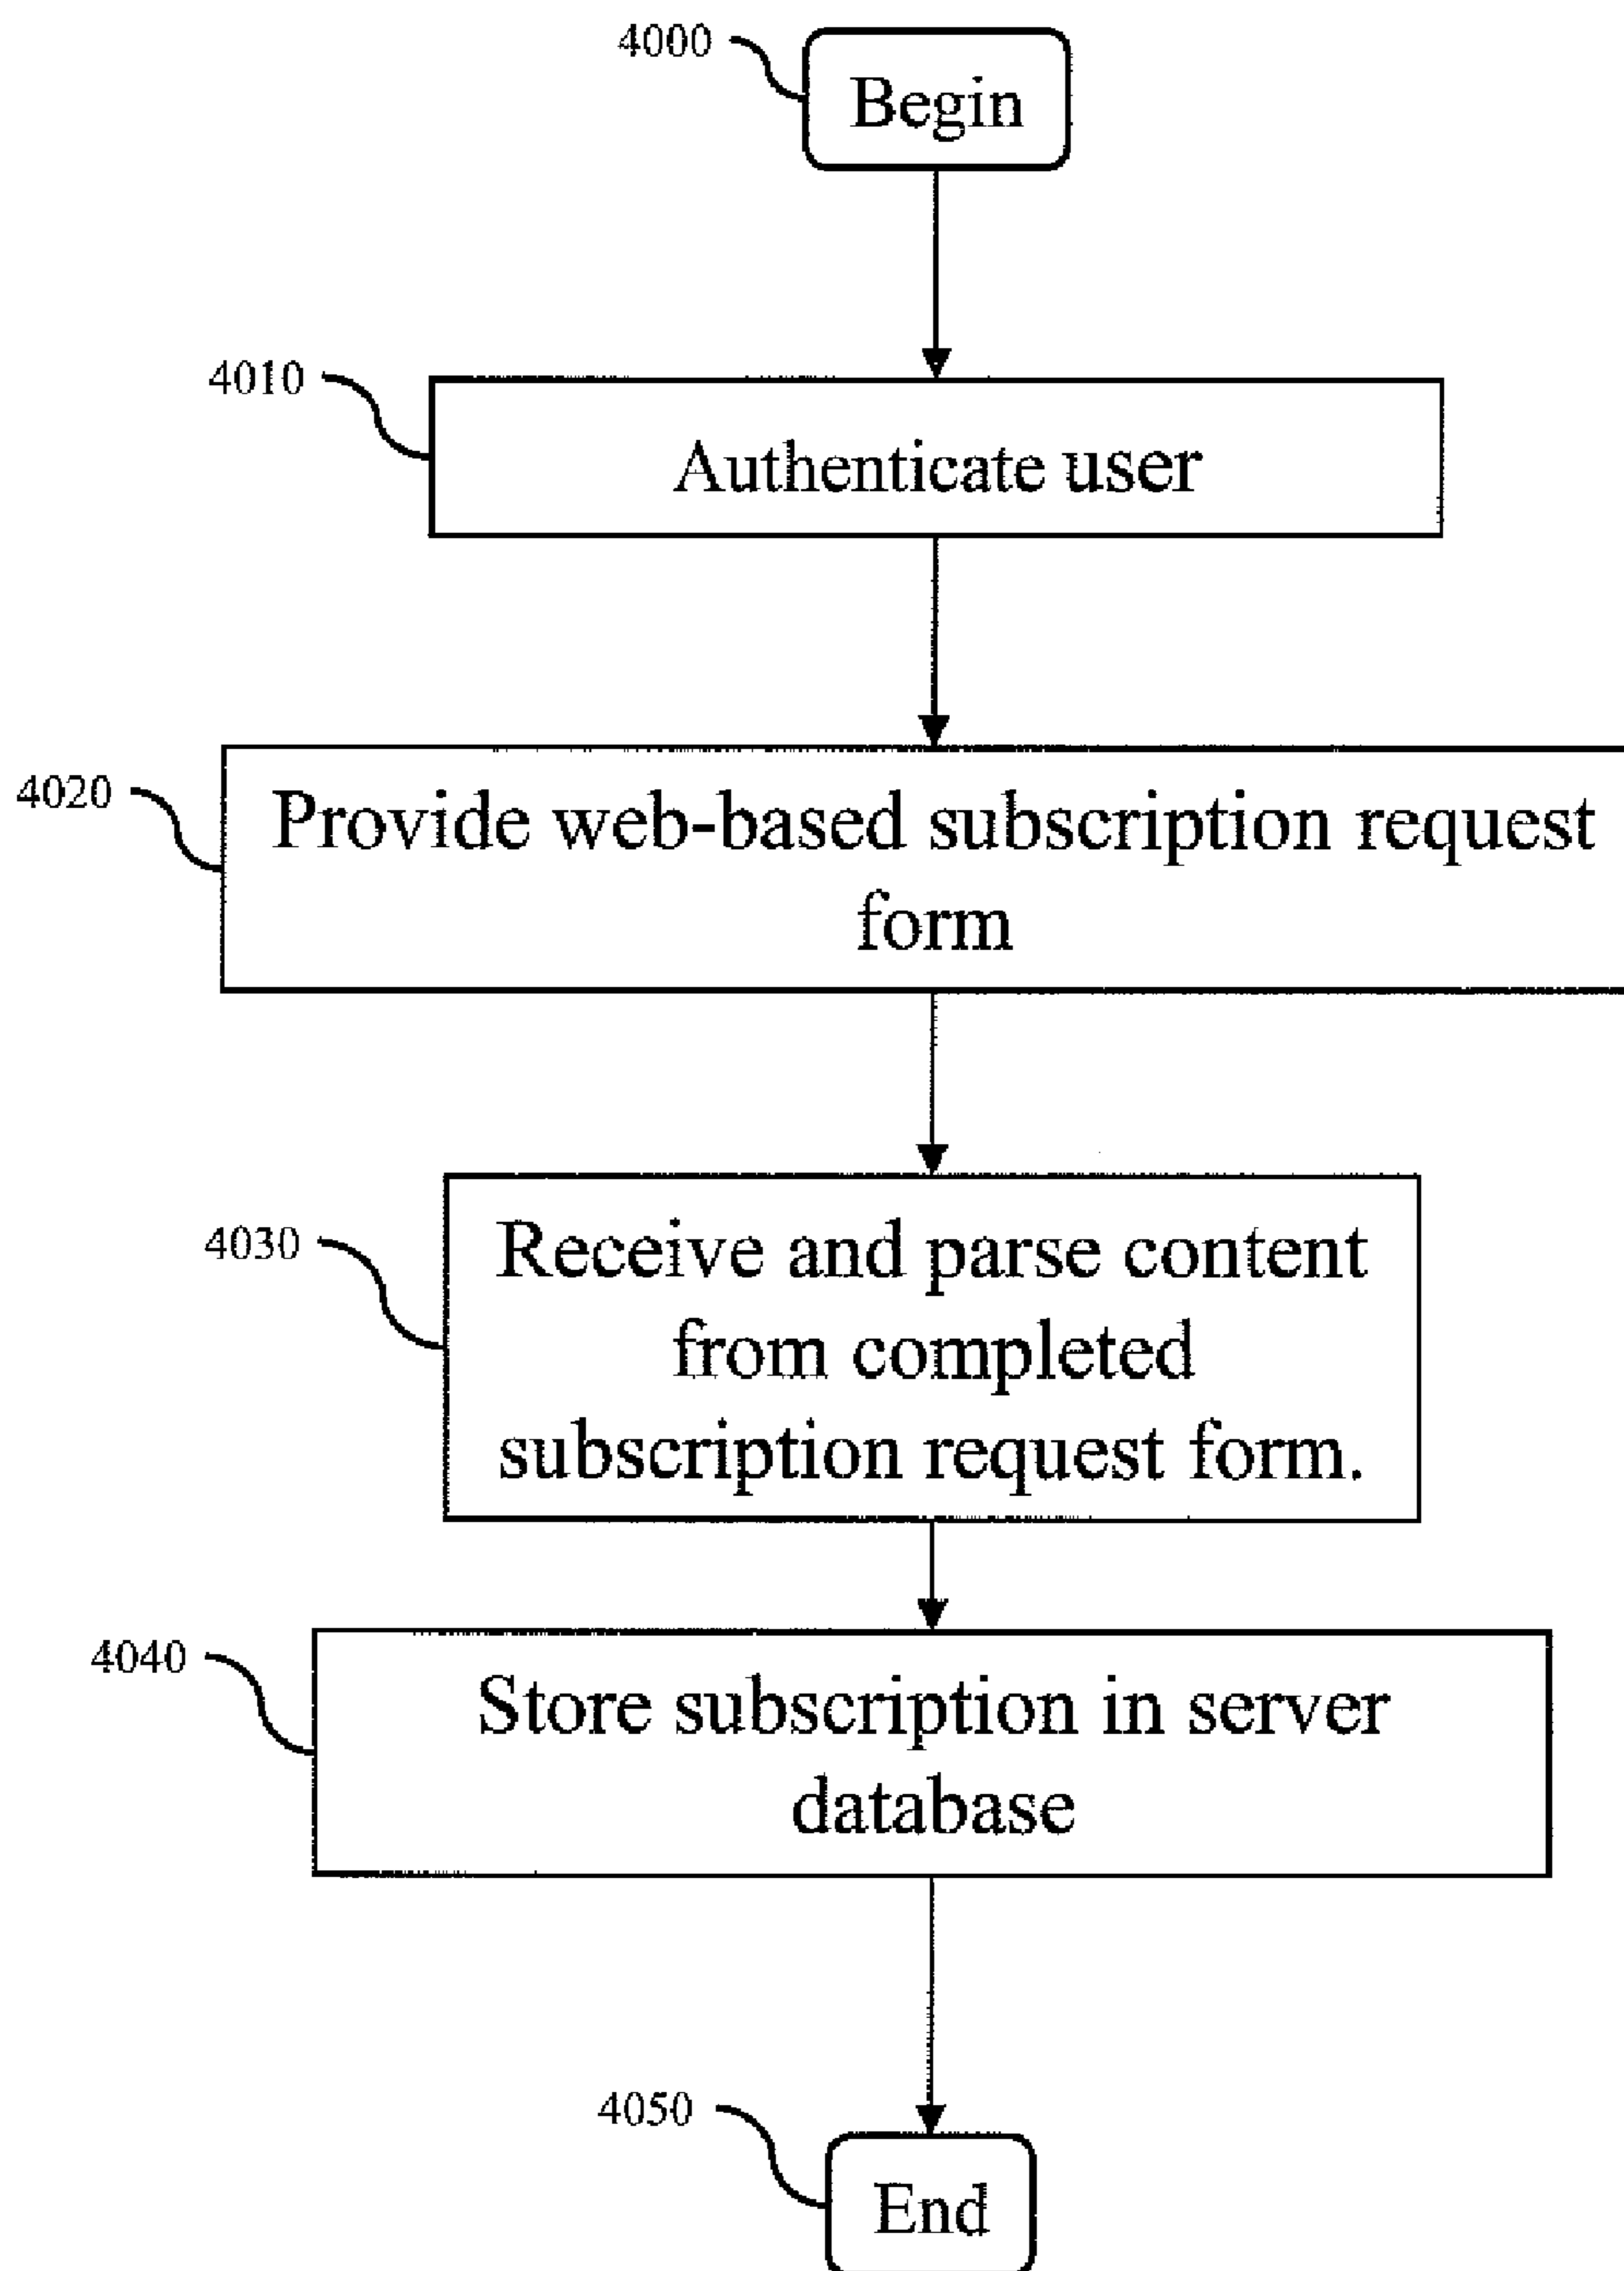 4000
Begin
4010
Authenticate user
4020
Provide web-based subscription request
form
4030
Receive and parse content
from completed
subscription request form.
4040
Store subscription in server
database
4050
End